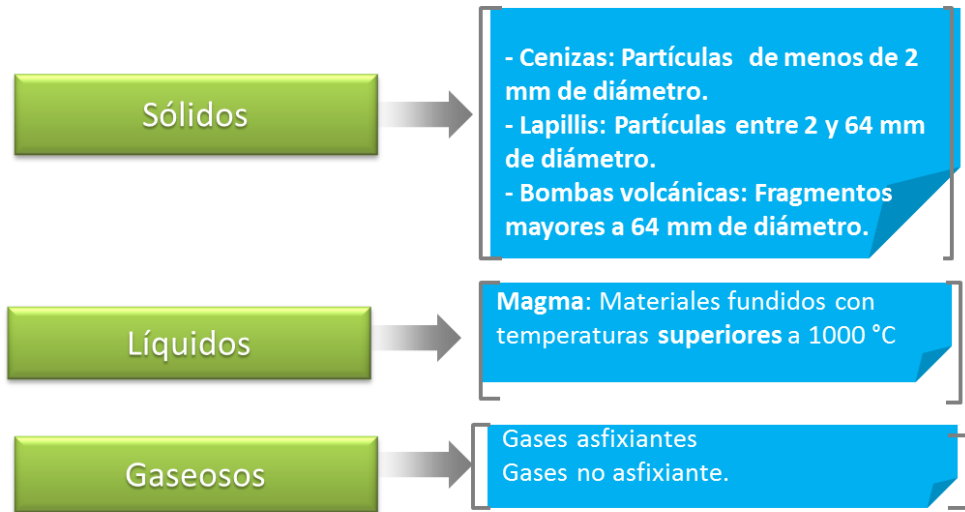 Sólidos
- Cenizas: Partículas de menos de 2
mm de diámetro.
- Lapillis: Partículas entre 2 y 64 mm
de diámetro.
- Bombas volcánicas: Fragmentos
mayores a 64 mm de diámetro.
Líquidos
Magma: Materiales fundidos con
temperaturas superiores a 1000 °C
Gaseosos
Gases asfixiantes
Gases no asfixiante.